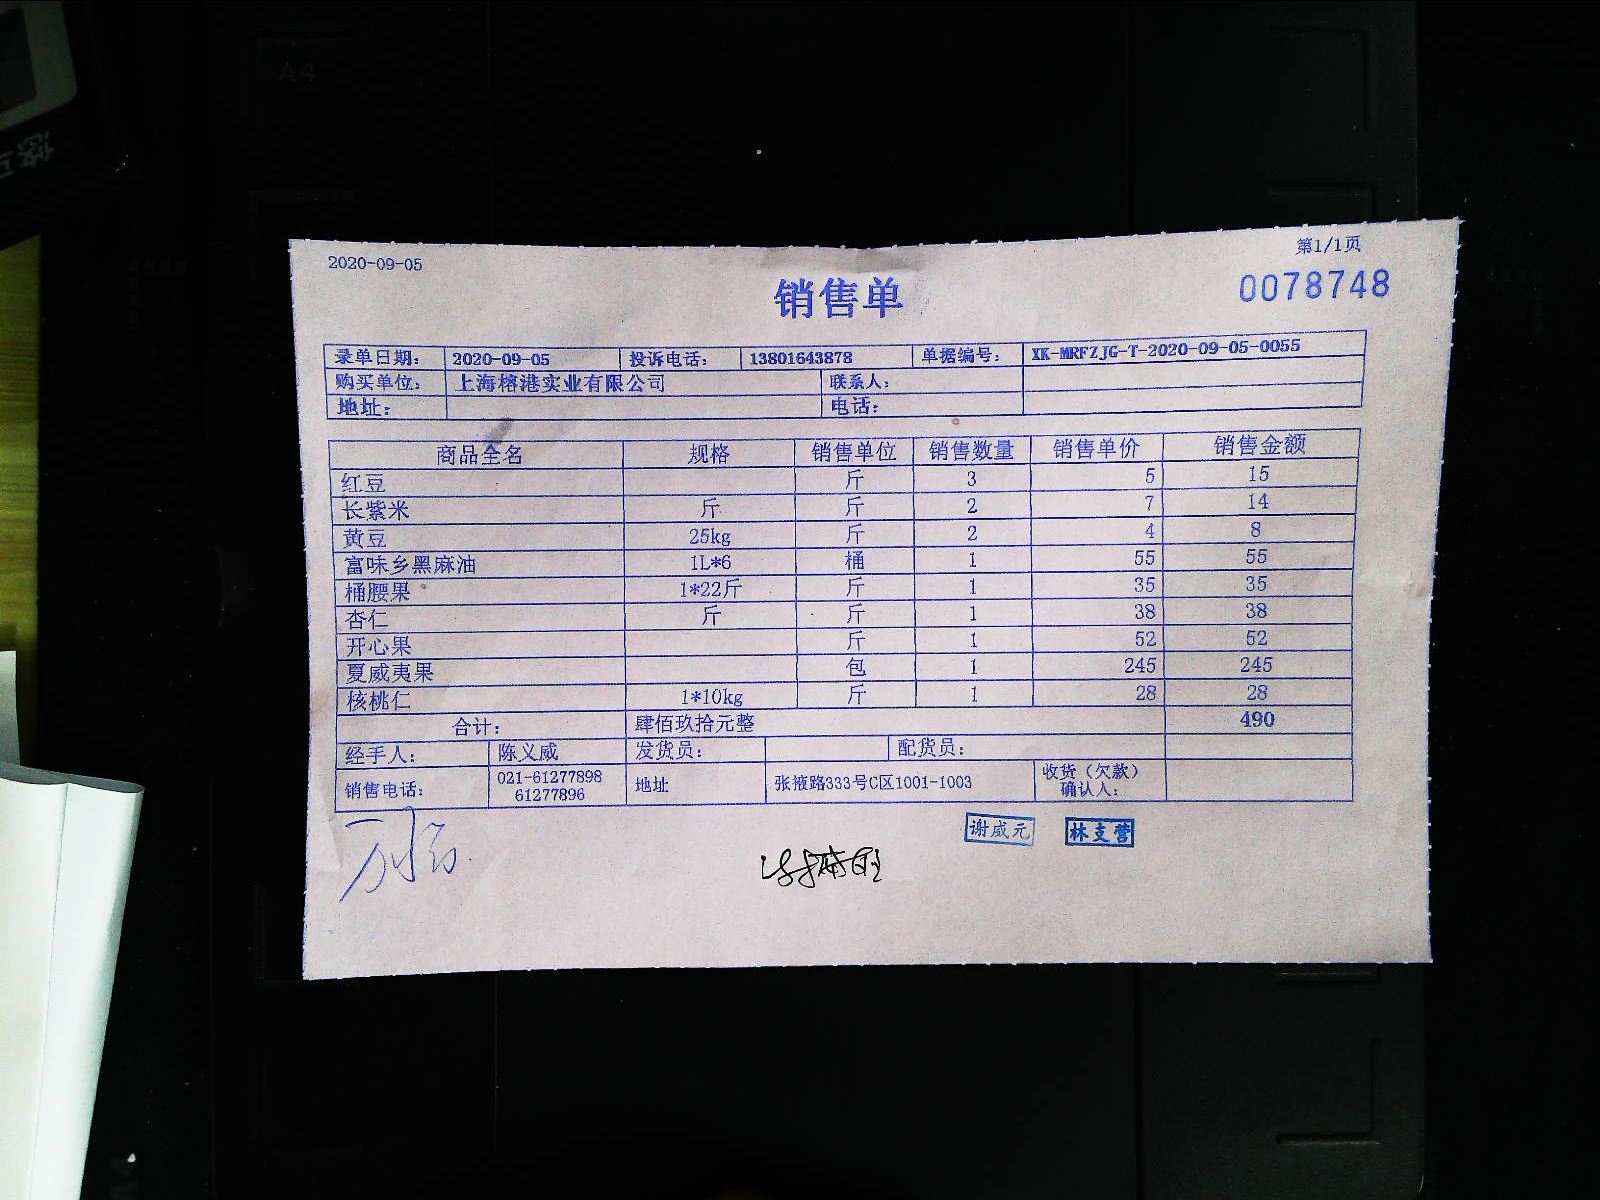 A4
2020-09-05
第1/1页
销售单
0078748
录单日期： 2020-09-05 投诉电话： 13801643878 单据编号： XK-MRFZJG-T-2020-09-05-0055
购买单位： 上海榕港实业有限公司 联系人：
地址： 电话：
商品全名 规格 销售单位 销售数量 销售单价 销售金额
红豆 斤 3 5 15
长紫米 斤 斤 2 7 14
黄豆 25kg 斤 2 4 8
富味乡黑麻油 1L*6 桶 1 55 55
桶腰果 1*22斤 斤 1 35 35
杏仁 斤 斤 1 38 38
开心果 斤 1 52 52
夏威夷果 包 1 245 245
核桃仁 1*10kg 斤 1 28 28
合计： 肆佰玖拾元整 490
经手人： 陈义威 发货员： 配货员：
销售电话： 021-61277898 61277896 地址 张掖路333号C区1001-1003 收货（欠款）确认人：
谢威元 林支营